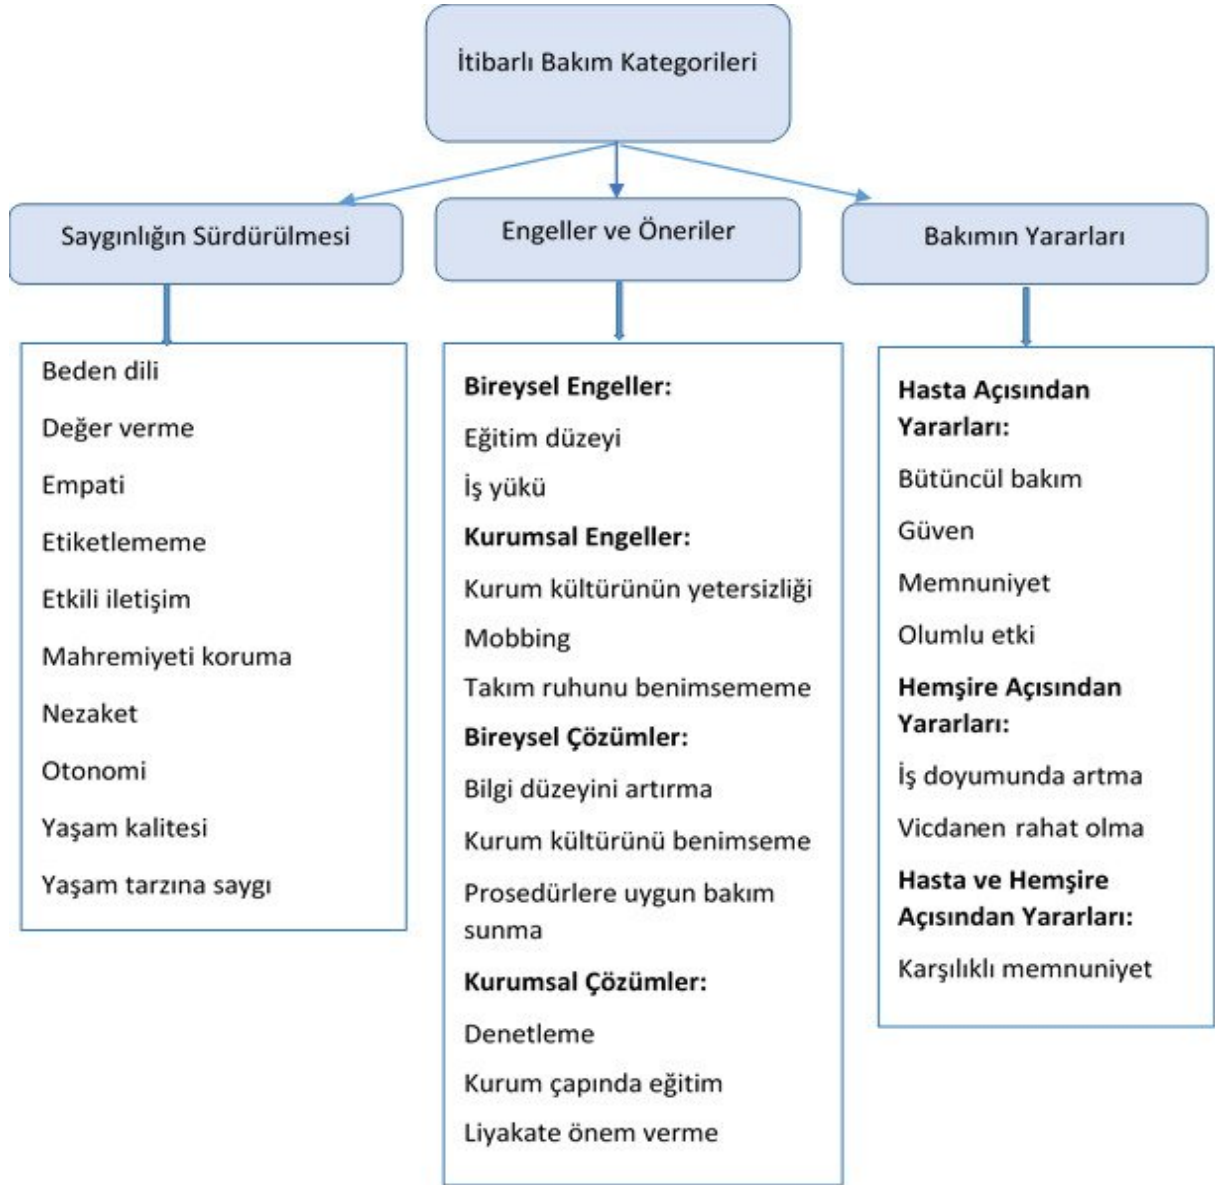 İtibarlı Bakım Kategorileri
Saygınlığın Sürdürülmesi
Engeller ve Öneriler
Bakımın Yararları
Beden dili
Değer verme
Empati
Etiketlememe
Etkili iletişim
Mahremiyeti koruma
Nezaket
Otonomi
Yaşam kalitesi
Yaşam tarzına saygı
Bireysel Engeller:
Eğitim düzeyi
İş yükü
Kurumsal Engeller:
Kurum kültürünün yetersizliği
Mobbing
Takım ruhunu benimsememe
Bireysel Çözümler:
Bilgi düzeyini artırma
Kurum kültürünü benimseme
Prosedürlere uygun bakım
sunma
Kurumsal Çözümler:
Denetleme
Kurum çapında eğitim
Liyakate önem verme
Hasta Açısından
Yararları:
Bütüncül bakım
Güven
Memnuniyet
Olumlu etki
Hemşire Açısından
Yararları:
İş doyumunda artma
Vicdanen rahat olma
Hasta ve Hemşire
Açısından Yararları:
Karşılıklı memnuniyet